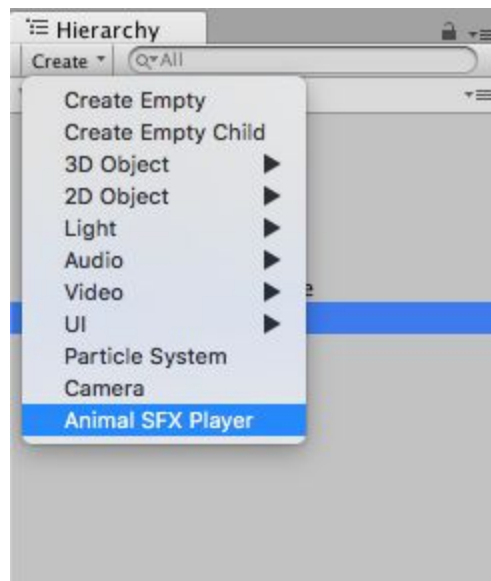 Hierarchy
Create All
Create Empty
Create Empty Child
3D Object
2D Object
Light
Audio
Video
UI
Particle System
Camera
Animal SFX Player